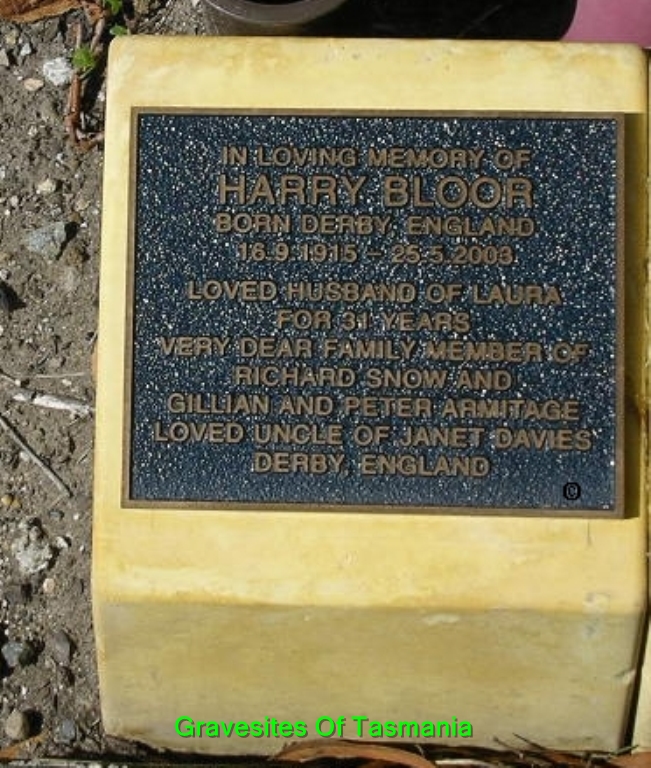 IN LOVING MEMORY OF
HARRY BLOOR
BORN DERBY, ENGLAND
16.9.1915 - 25.5.2003
LOVED HUSBAND OF LAURA
FOR 31 YEARS
VERY DEAR FAMILY MEMBER OF
RICHARD SNOW AND
GILLIAN AND PETER ARMITAGE
LOVED UNCLE OF JANET DAVIES
DERBY, ENGLAND
©
Gravesites Of Tasmania